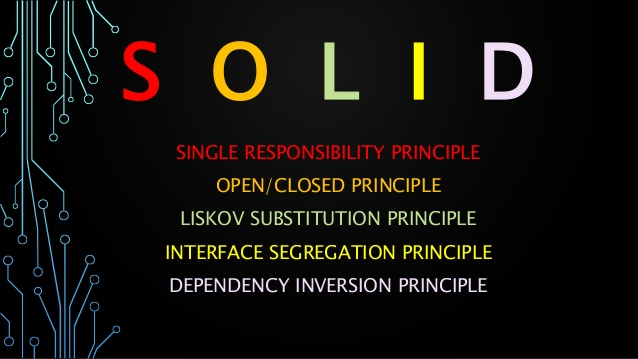 S O L I D
SINGLE RESPONSIBILITY PRINCIPLE
OPEN/CLOSED PRINCIPLE
LISKOV SUBSTITUTION PRINCIPLE
INTERFACE SEGREGATION PRINCIPLE
DEPENDENCY INVERSION PRINCIPLE